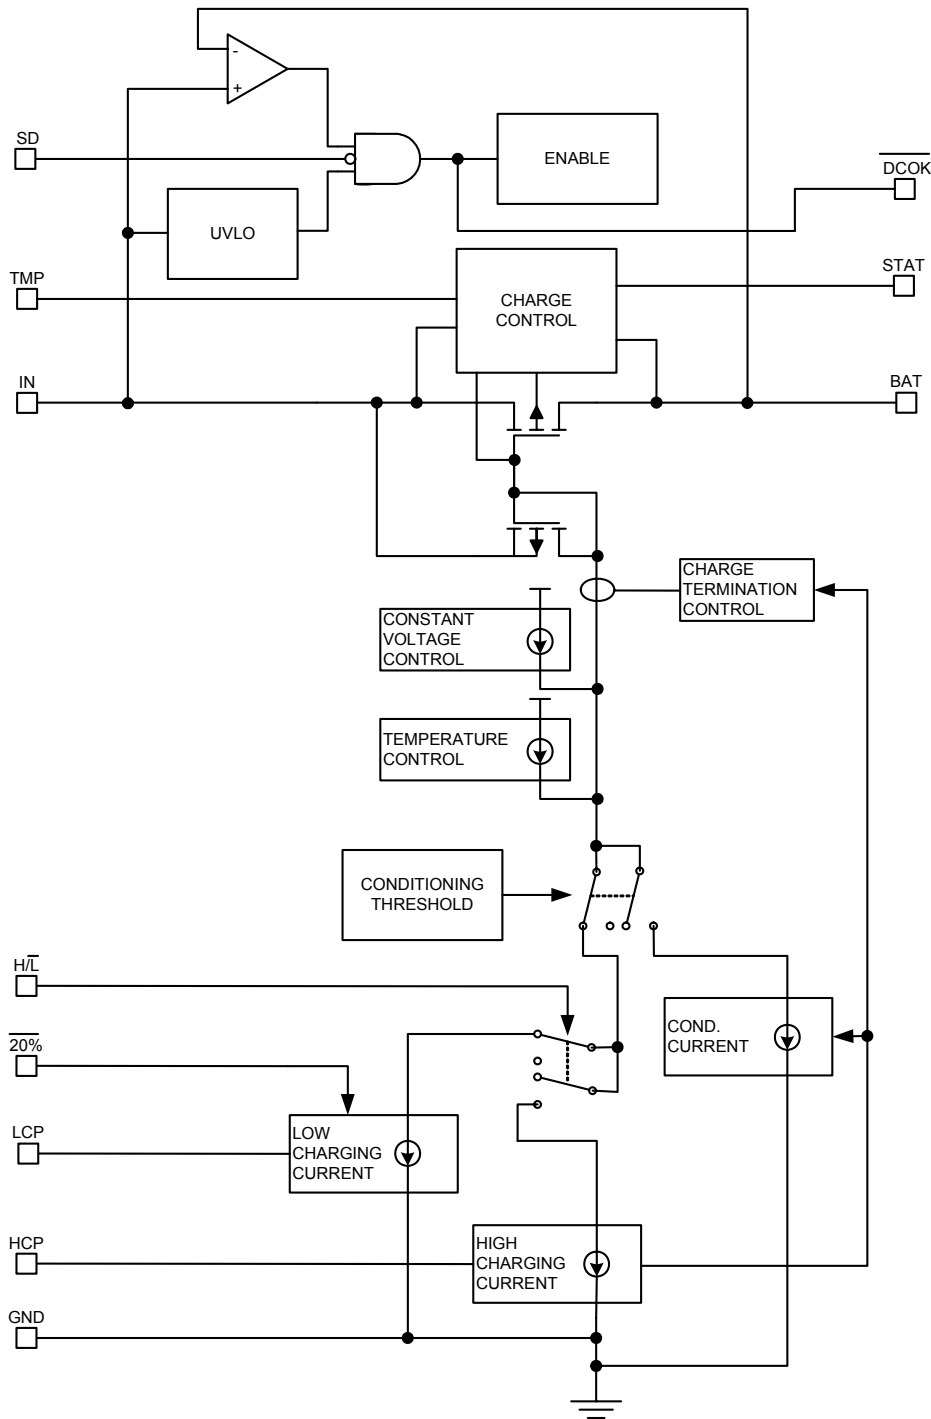 -
+
SD
ENABLE
DCOK
UVLO
TMP
CHARGE
CONTROL
STAT
IN
BAT
CHARGE
TERMINATION
CONTROL
CONSTANT
VOLTAGE
CONTROL
TEMPERATURE
CONTROL
CONDITIONING
THRESHOLD
H/L
COND.
CURRENT
20%
LCP
LOW
CHARGING
CURRENT
HCP
HIGH
CHARGING
CURRENT
GND